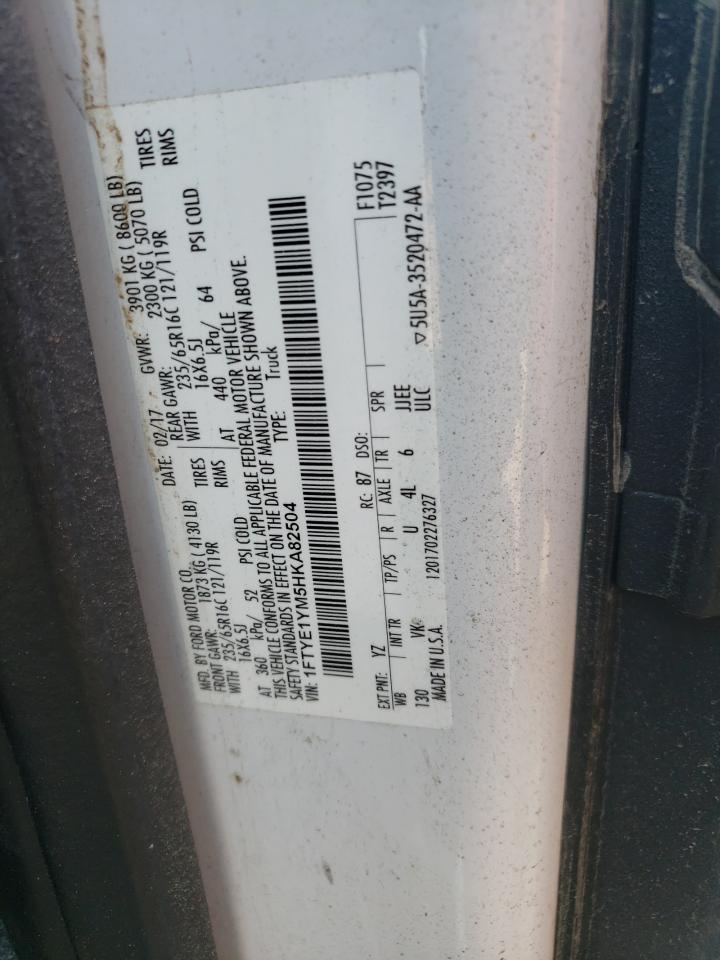 MFD. BY FORD MOTOR CO. DATE: 02/17 GVWR: 3901 KG ( 8600 LB)
FRONT GAWR: 1873 KG ( 4130 LB) REAR GAWR: 2300 KG ( 5070 LB)
WITH 235/65R16C 121/119R TIRES WITH 235/65R16C 121/119R TIRES
16X6.5J RIMS 16X6.5J RIMS
AT 360 kPa/ 52 PSI COLD AT 440 kPa/ 64 PSI COLD
THIS VEHICLE CONFORMS TO ALL APPLICABLE FEDERAL MOTOR VEHICLE
SAFETY STANDARDS IN EFFECT ON THE DATE OF MANUFACTURE SHOWN ABOVE.
VIN: 1FTYE1YM5HKA82504 TYPE: Truck
F1075
EXT PNT: YZ RC: 87 DSO: T2397
WB INT TR TP/PS R AXLE TR SPR
130 VK U 4L 6 JJEE
MADE IN U.S.A. 1201702276327 ULC ▽5U5A-3520472-AA